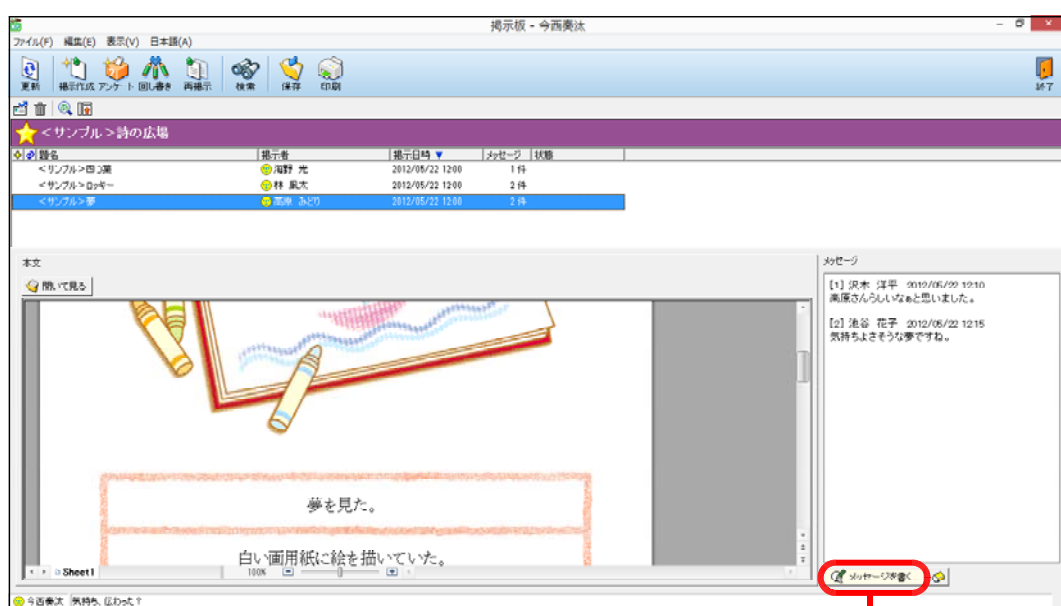 掲示板 - 今西奏汰
ファイル(F) 編集(E) 表示(V) 日本語(A)
更新 掲示作成 アンケート 回し書き 再掲示 検索 保存 印刷 終了
＜サンプル＞詩の広場
題名 掲示者 掲示日時 ▼ メッセージ 状態
＜サンプル＞四つ葉 海野 光 2012/05/22 12:00 1 件
＜サンプル＞ロッキー 林 風太 2012/05/22 12:00 2 件
＜サンプル＞夢 高原 みどり 2012/05/22 12:00 2 件
本文
開いて見る
夢を見た。
白い画用紙に絵を描いていた。
Sheet1 100%
メッセージ
[1] 沢木 洋平 2012/05/22 12:10
高原さんらしいなぁと思いました。
[2] 池谷 花子 2012/05/22 12:15
気持ちよさそうな夢ですね。
メッセージを書く
今西奏汰 気持ち、伝わった？